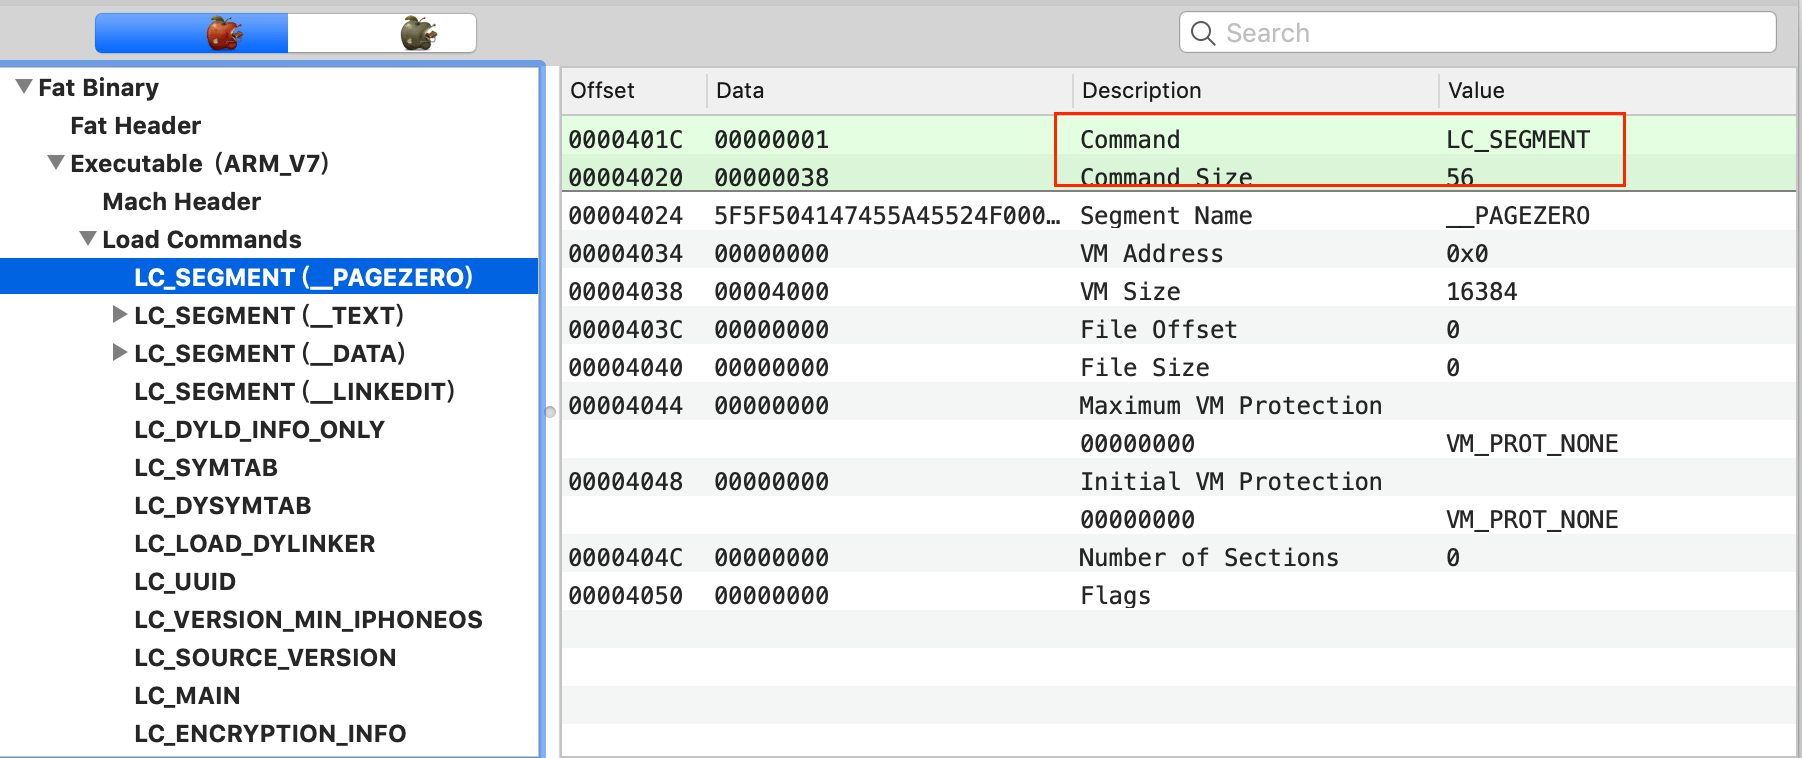 Search
Fat Binary
Fat Header
Executable (ARM_V7)
Mach Header
Load Commands
LC_SEGMENT (__PAGEZERO)
LC_SEGMENT (__TEXT)
LC_SEGMENT (__DATA)
LC_SEGMENT (__LINKEDIT)
LC_DYLD_INFO_ONLY
LC_SYMTAB
LC_DYSYMTAB
LC_LOAD_DYLINKER
LC_UUID
LC_VERSION_MIN_IPHONEOS
LC_SOURCE_VERSION
LC_MAIN
LC_ENCRYPTION_INFO
Offset Data Description Value
0000401C 00000001 Command LC_SEGMENT
00004020 00000038 Command Size 56
00004024 5F5F504147455A45524F000… Segment Name __PAGEZERO
00004034 00000000 VM Address 0x0
00004038 00004000 VM Size 16384
0000403C 00000000 File Offset 0
00004040 00000000 File Size 0
00004044 00000000 Maximum VM Protection
00000000 VM_PROT_NONE
00004048 00000000 Initial VM Protection
00000000 VM_PROT_NONE
0000404C 00000000 Number of Sections 0
00004050 00000000 Flags